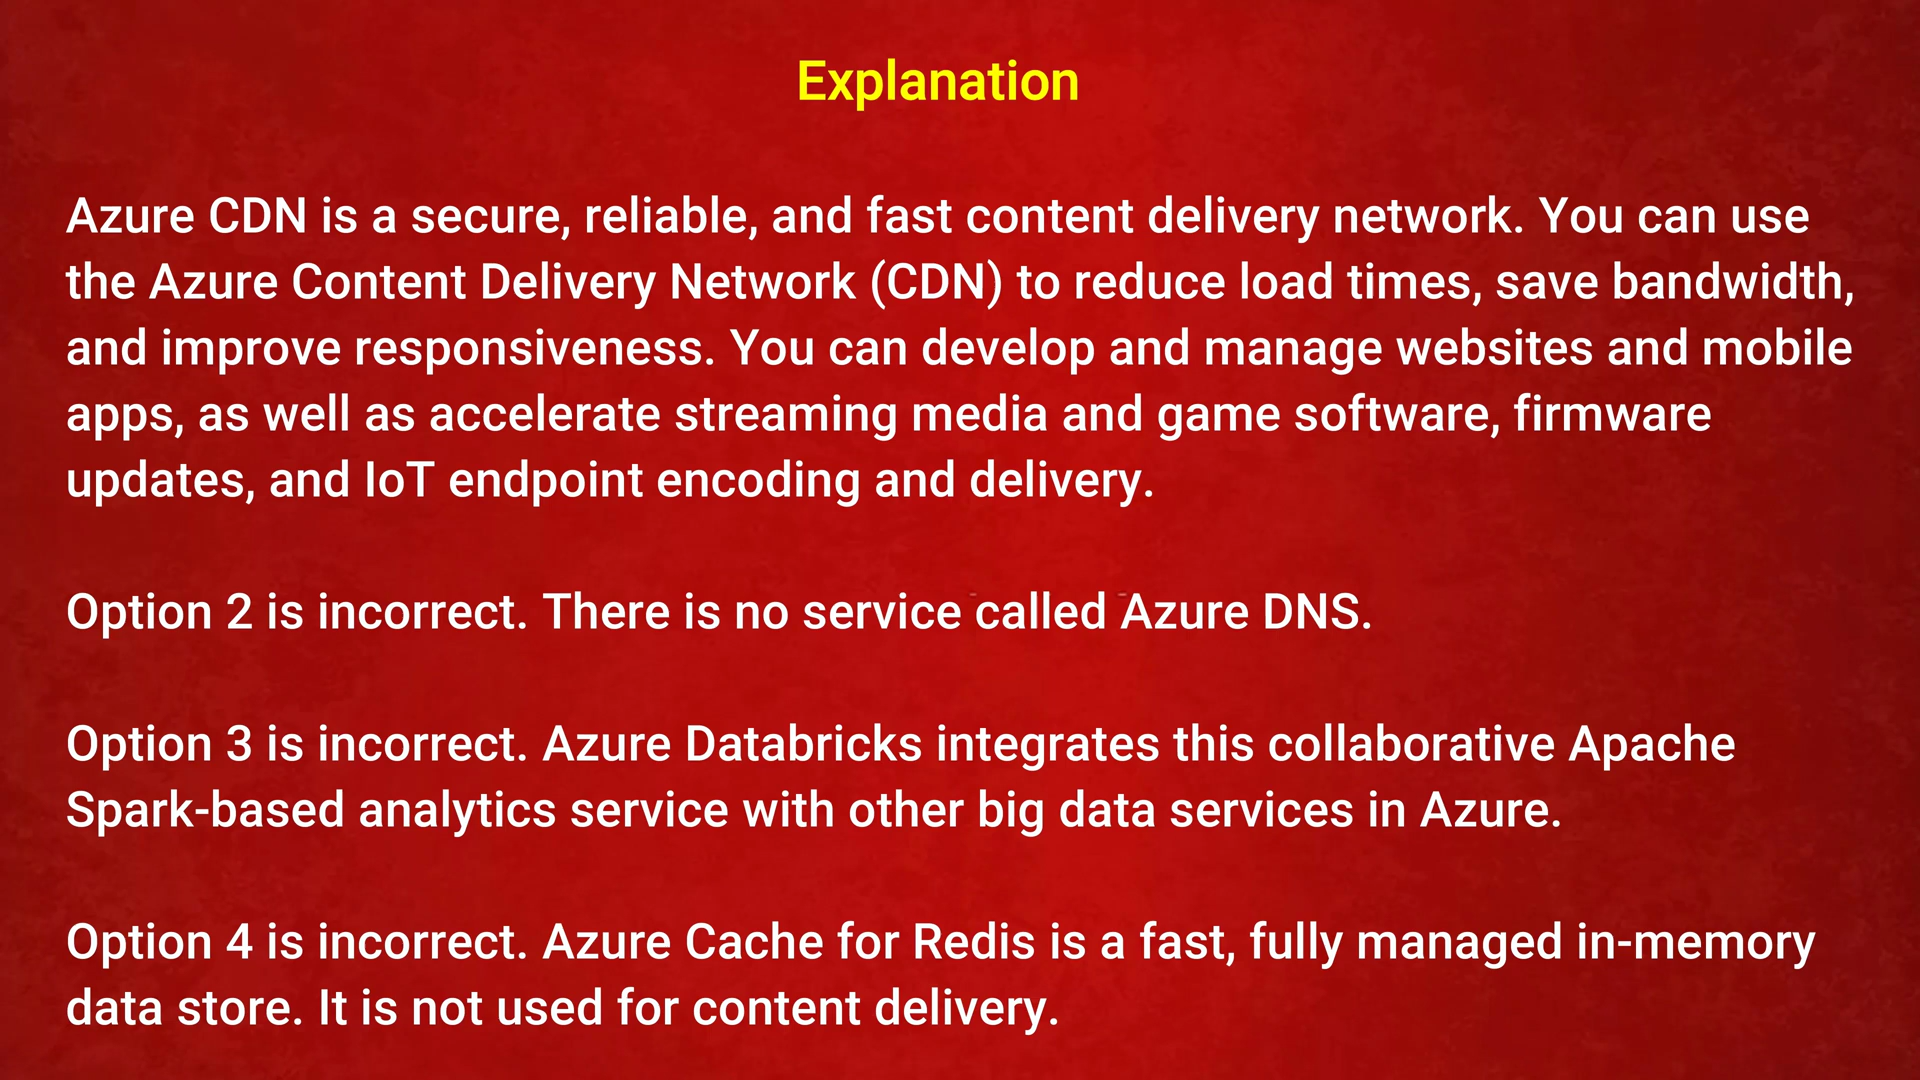 Explanation
Azure CDN is a secure, reliable, and fast content delivery network. You can use
the Azure Content Delivery Network (CDN) to reduce load times, save bandwidth,
and improve responsiveness. You can develop and manage websites and mobile
apps, as well as accelerate streaming media and game software, firmware
updates, and IoT endpoint encoding and delivery.
Option 2 is incorrect. There is no service called Azure DNS.
Option 3 is incorrect. Azure Databricks integrates this collaborative Apache
Spark-based analytics service with other big data services in Azure.
Option 4 is incorrect. Azure Cache for Redis is a fast, fully managed in-memory
data store. It is not used for content delivery.